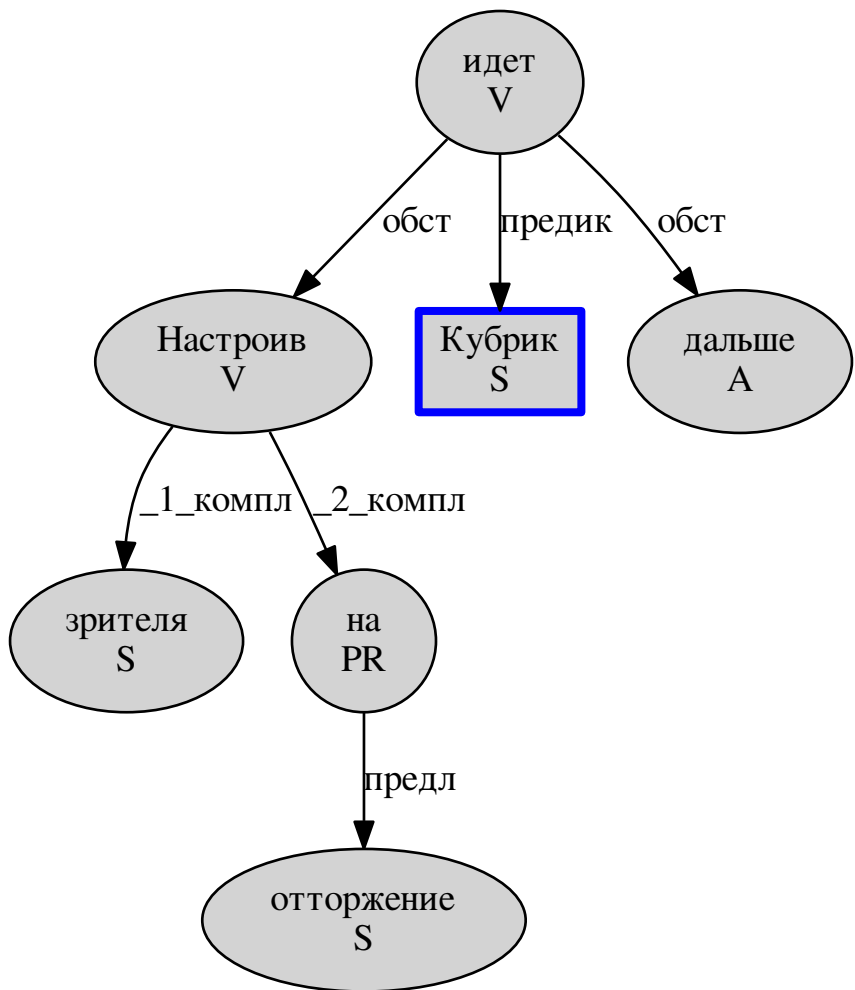 идет
V
обст
предик
обст
Настроив
V
Кубрик
S
дальше
A
_1_компл
_2_компл
зрителя
S
на
PR
предл
отторжение
S